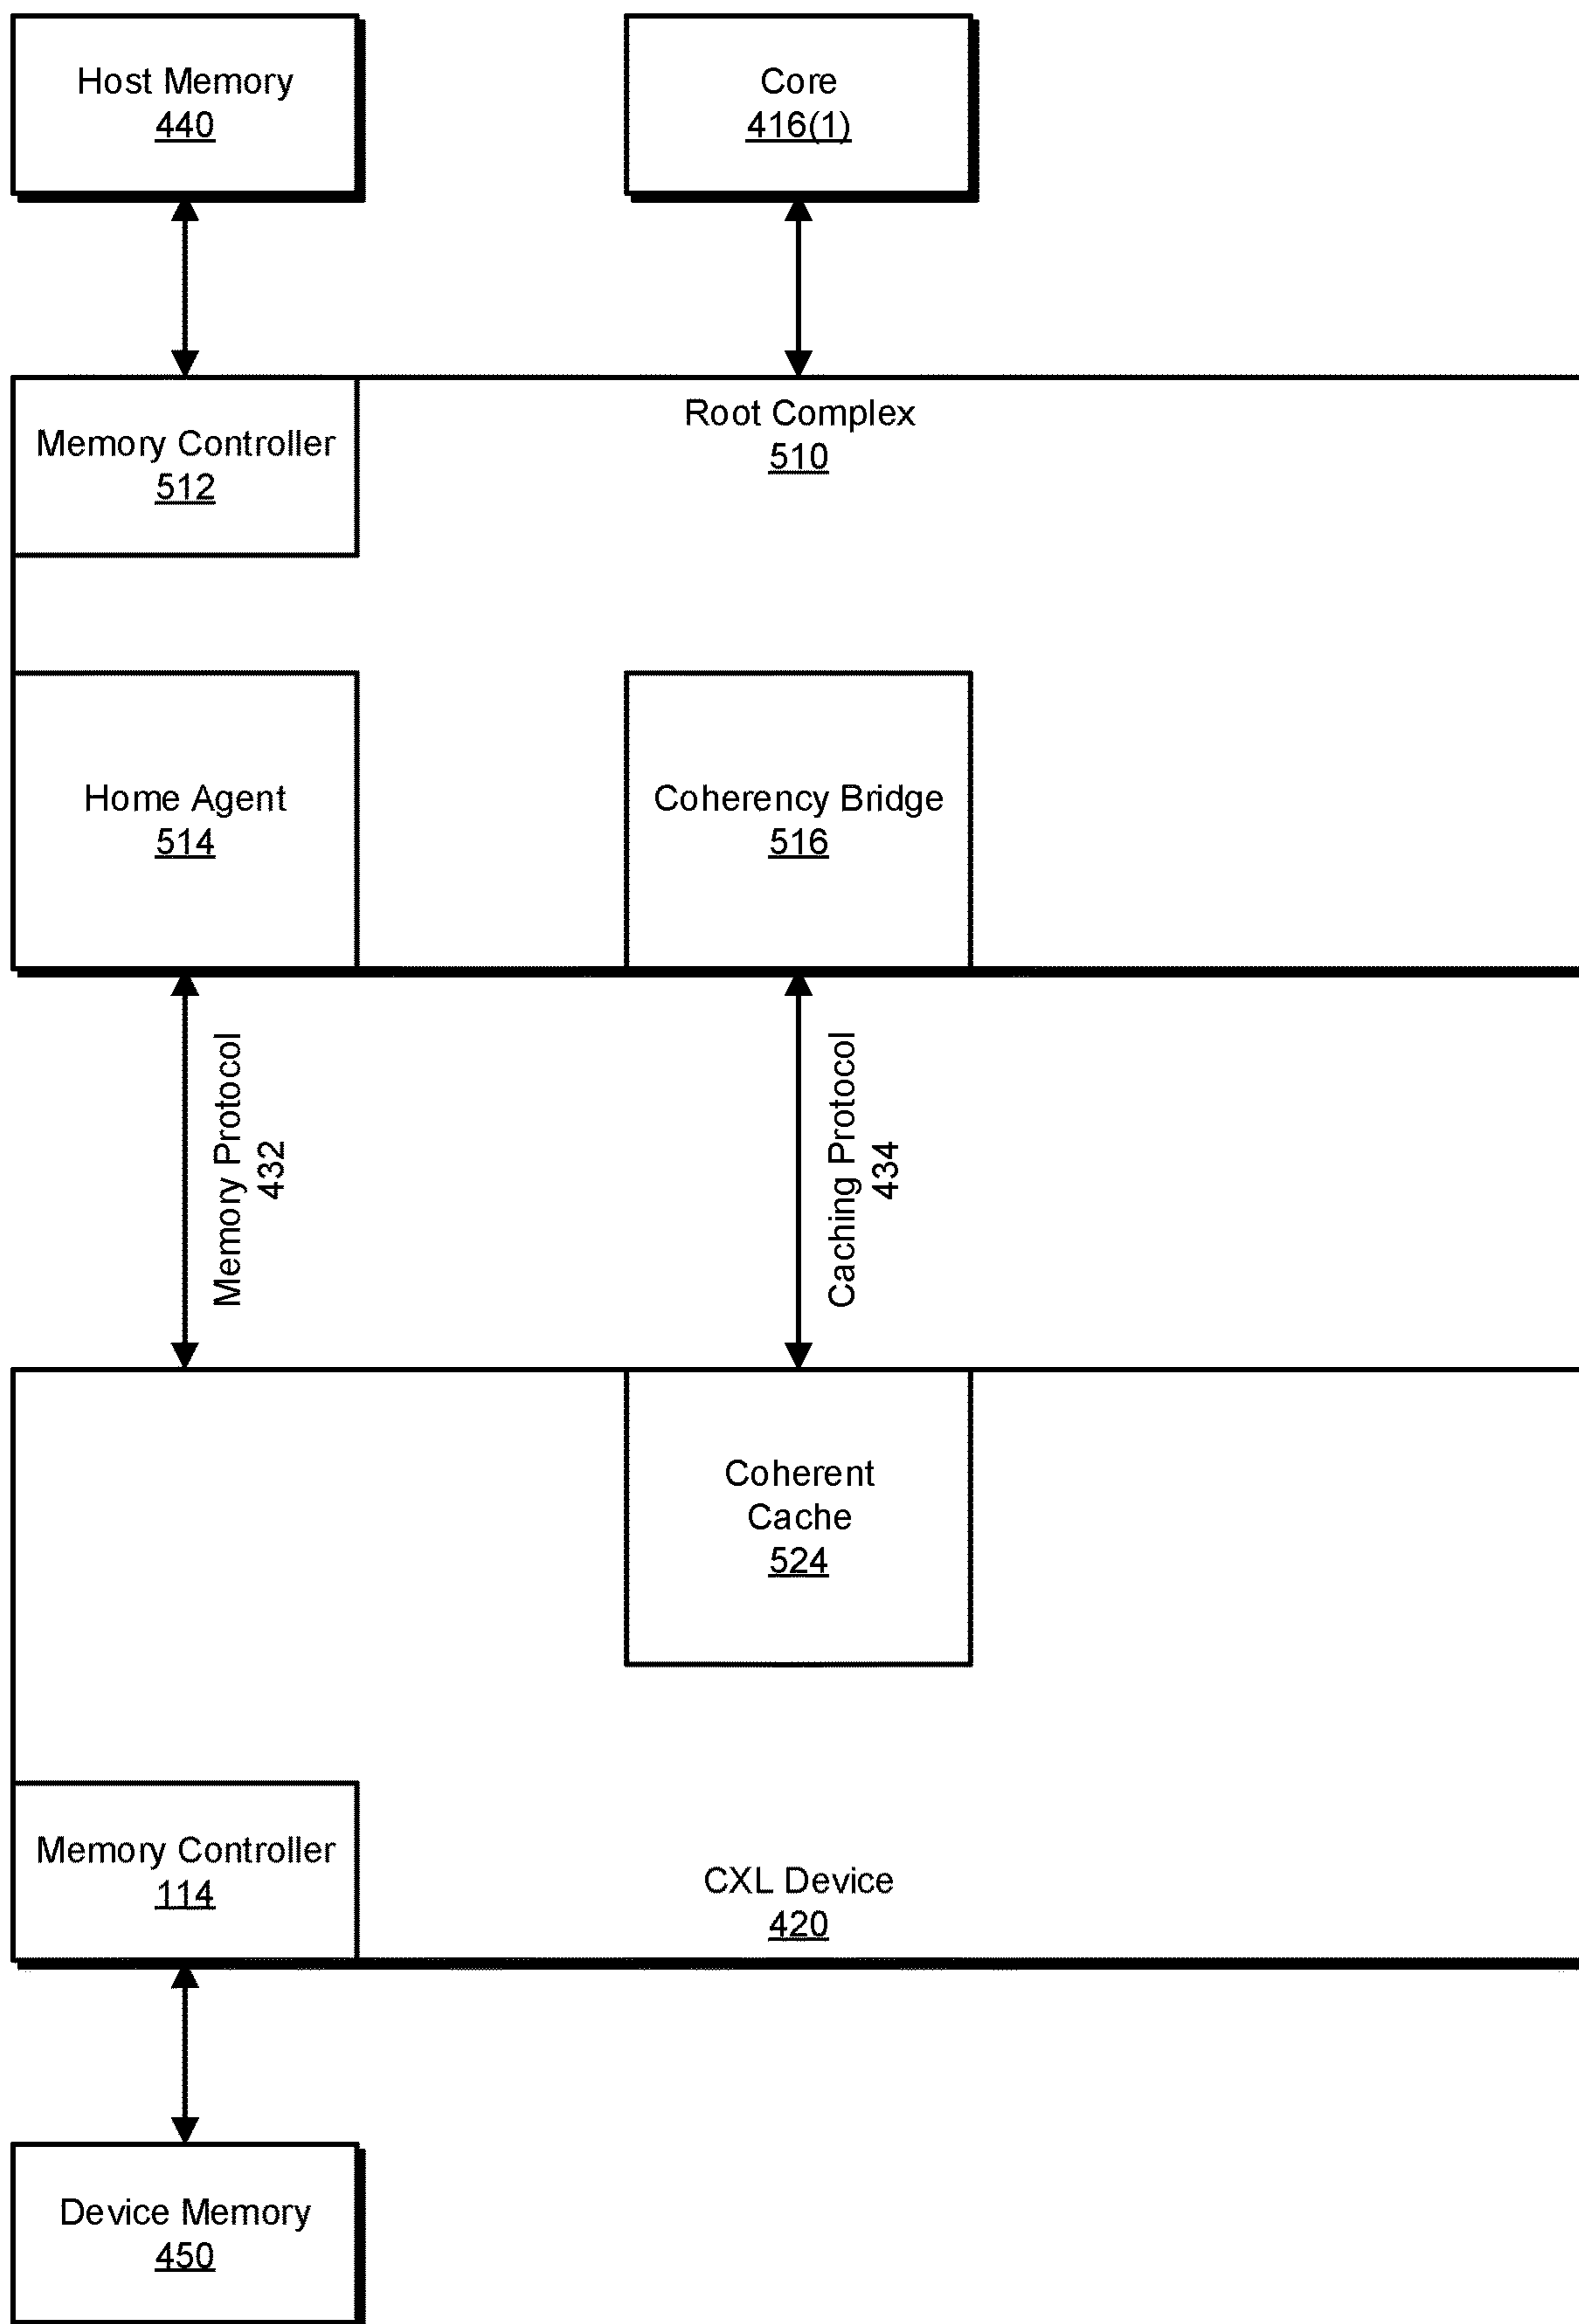 Host Memory
440
Core
416(1)
Root Complex
510
Memory Controller
512
Home Agent
514
Coherency Bridge
516
Memory Protocol
432
Caching Protocol
434
Coherent
Cache
524
Memory Controller
114
CXL Device
420
Device Memory
450